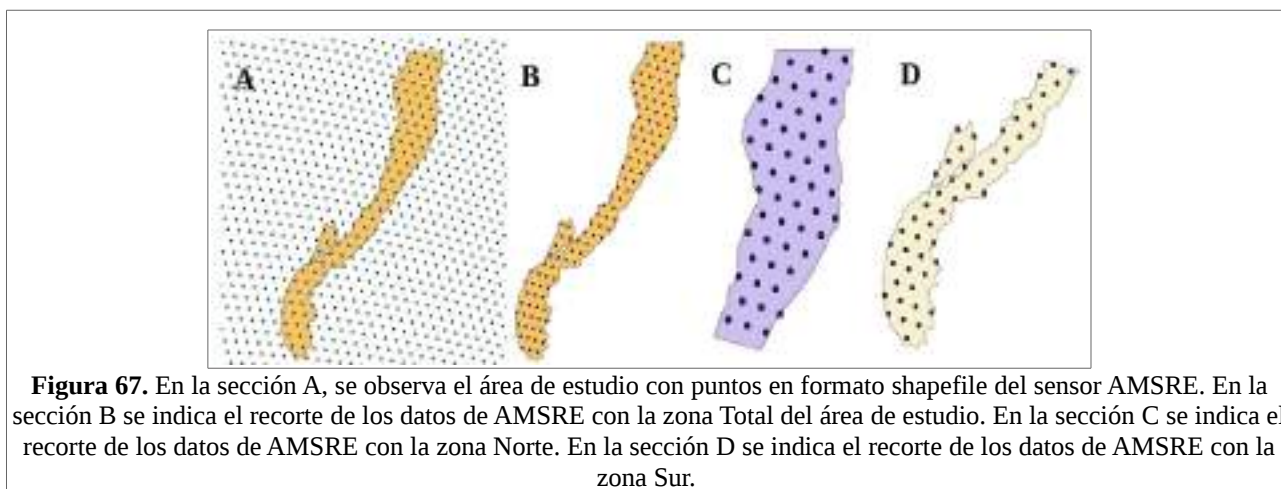 A B C D
Figura 67. En la sección A, se observa el área de estudio con puntos en formato shapefile del sensor AMSRE. En la
sección B se indica el recorte de los datos de AMSRE con la zona Total del área de estudio. En la sección C se indica el
recorte de los datos de AMSRE con la zona Norte. En la sección D se indica el recorte de los datos de AMSRE con la
zona Sur.